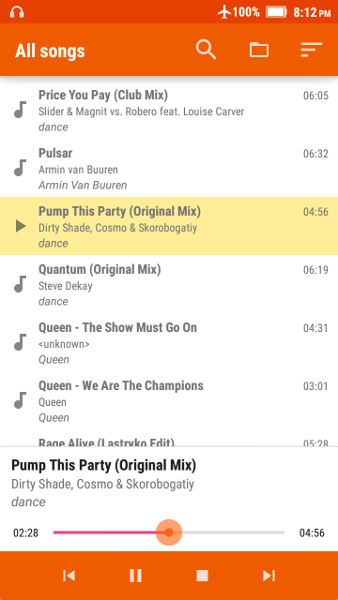 100% 8:12 PM
All songs
Price You Pay (Club Mix) 06:05
Slider & Magnit vs. Robero feat. Louise Carver
dance
Pulsar 06:32
Armin van Buuren
Armin Van Buuren
Pump This Party (Original Mix) 04:56
Dirty Shade, Cosmo & Skorobogatiy
dance
Quantum (Original Mix) 06:19
Steve Dekay
dance
Queen - The Show Must Go On 04:31
<unknown>
Queen
Queen - We Are The Champions 03:01
Queen
Queen
Rage Alive (Lastryko Edit) 05:28
Pump This Party (Original Mix)
Dirty Shade, Cosmo & Skorobogatiy
dance
02:28 04:56